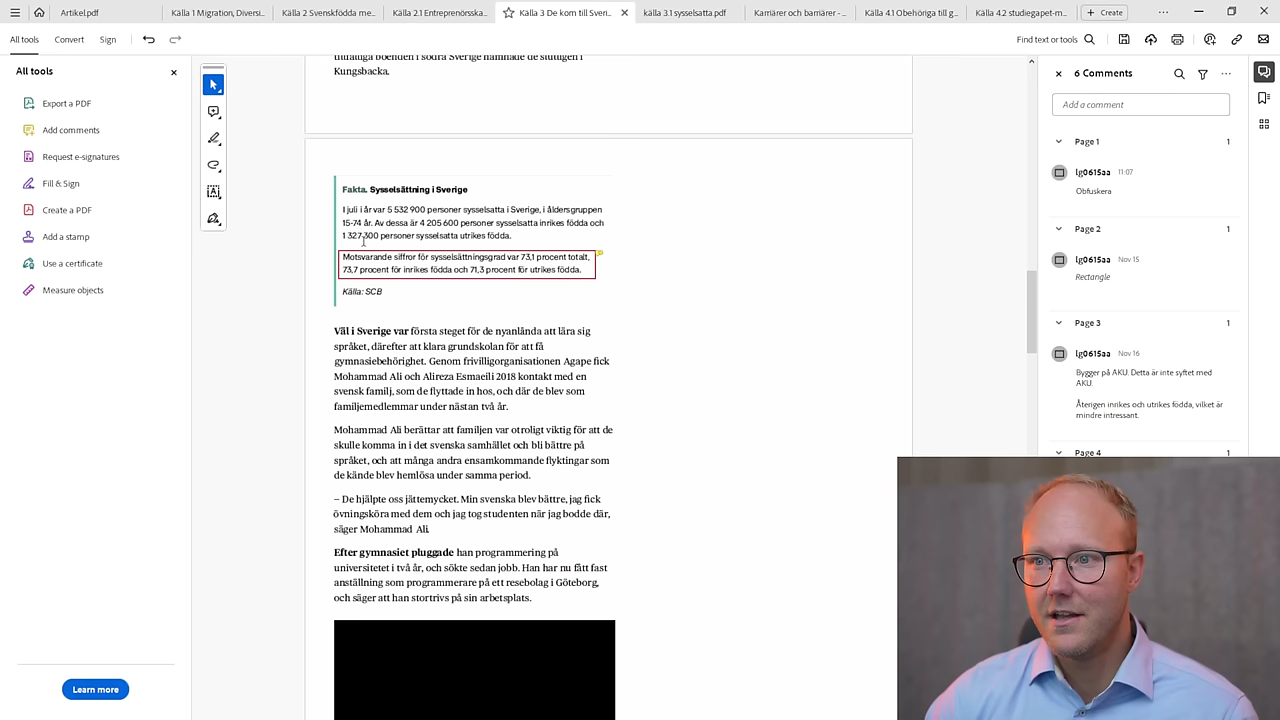 Artikel.pdf
Källa 1 Migration, Diversi...
Källa 2 Svenskfödda me...
Källa 2.1 Entreprenörsska...
Källa 3 De kom till Sveri...
källa 3.1 sysselsatta.pdf
Karriärer och barriärer - ...
Källa 4.1 Obehöriga till g...
Källa 4.2 studiegapet-m...
Create
All tools
Convert
Sign
Find text or tools
All tools
Export a PDF
Add comments
Request e-signatures
Fill & Sign
Create a PDF
Add a stamp
Use a certificate
Measure objects
Learn more
Kungsbacka.
Fakta. Sysselsättning i Sverige
I juli i år var 5 532 900 personer sysselsatta i Sverige, i åldersgruppen
15-74 år. Av dessa är 4 205 600 personer sysselsatta inrikes födda och
1 327 300 personer sysselsatta utrikes födda.
Motsvarande siffror för sysselsättningsgrad var 73,1 procent totalt,
73,7 procent för inrikes födda och 71,3 procent för utrikes födda.
Källa: SCB
Väl i Sverige var första steget för de nyanlända att lära sig
språket, därefter att klara grundskolan för att få
gymnasiebehörighet. Genom frivilligorganisationen Agape fick
Mohammad Ali och Alireza Esmaeili 2018 kontakt med en
svensk familj, som de flyttade in hos, och där de blev som
familjemedlemmar under nästan två år.
Mohammad Ali berättar att familjen var otroligt viktig för att de
skulle komma in i det svenska samhället och bli bättre på
språket, och att många andra ensamkommande flyktingar som
de kände blev hemlösa under samma period.
– De hjälpte oss jättemycket. Min svenska blev bättre, jag fick
övningsköra med dem och jag tog studenten när jag bodde där,
säger Mohammad Ali.
Efter gymnasiet pluggade han programmering på
universitetet i två år, och sökte sedan jobb. Han har nu fått fast
anställning som programmerare på ett resebolag i Göteborg,
och säger att han stortrivs på sin arbetsplats.
6 Comments
Add a comment
Page 1
1
lg0615aa 11:07
Obfuskera
Page 2
1
lg0615aa Nov 15
Rectangle
Page 3
1
lg0615aa Nov 16
Bygger på AKU. Detta är inte syftet med
AKU.
Återigen inrikes och utrikes födda, vilket är
mindre intressant.
Page 4
1